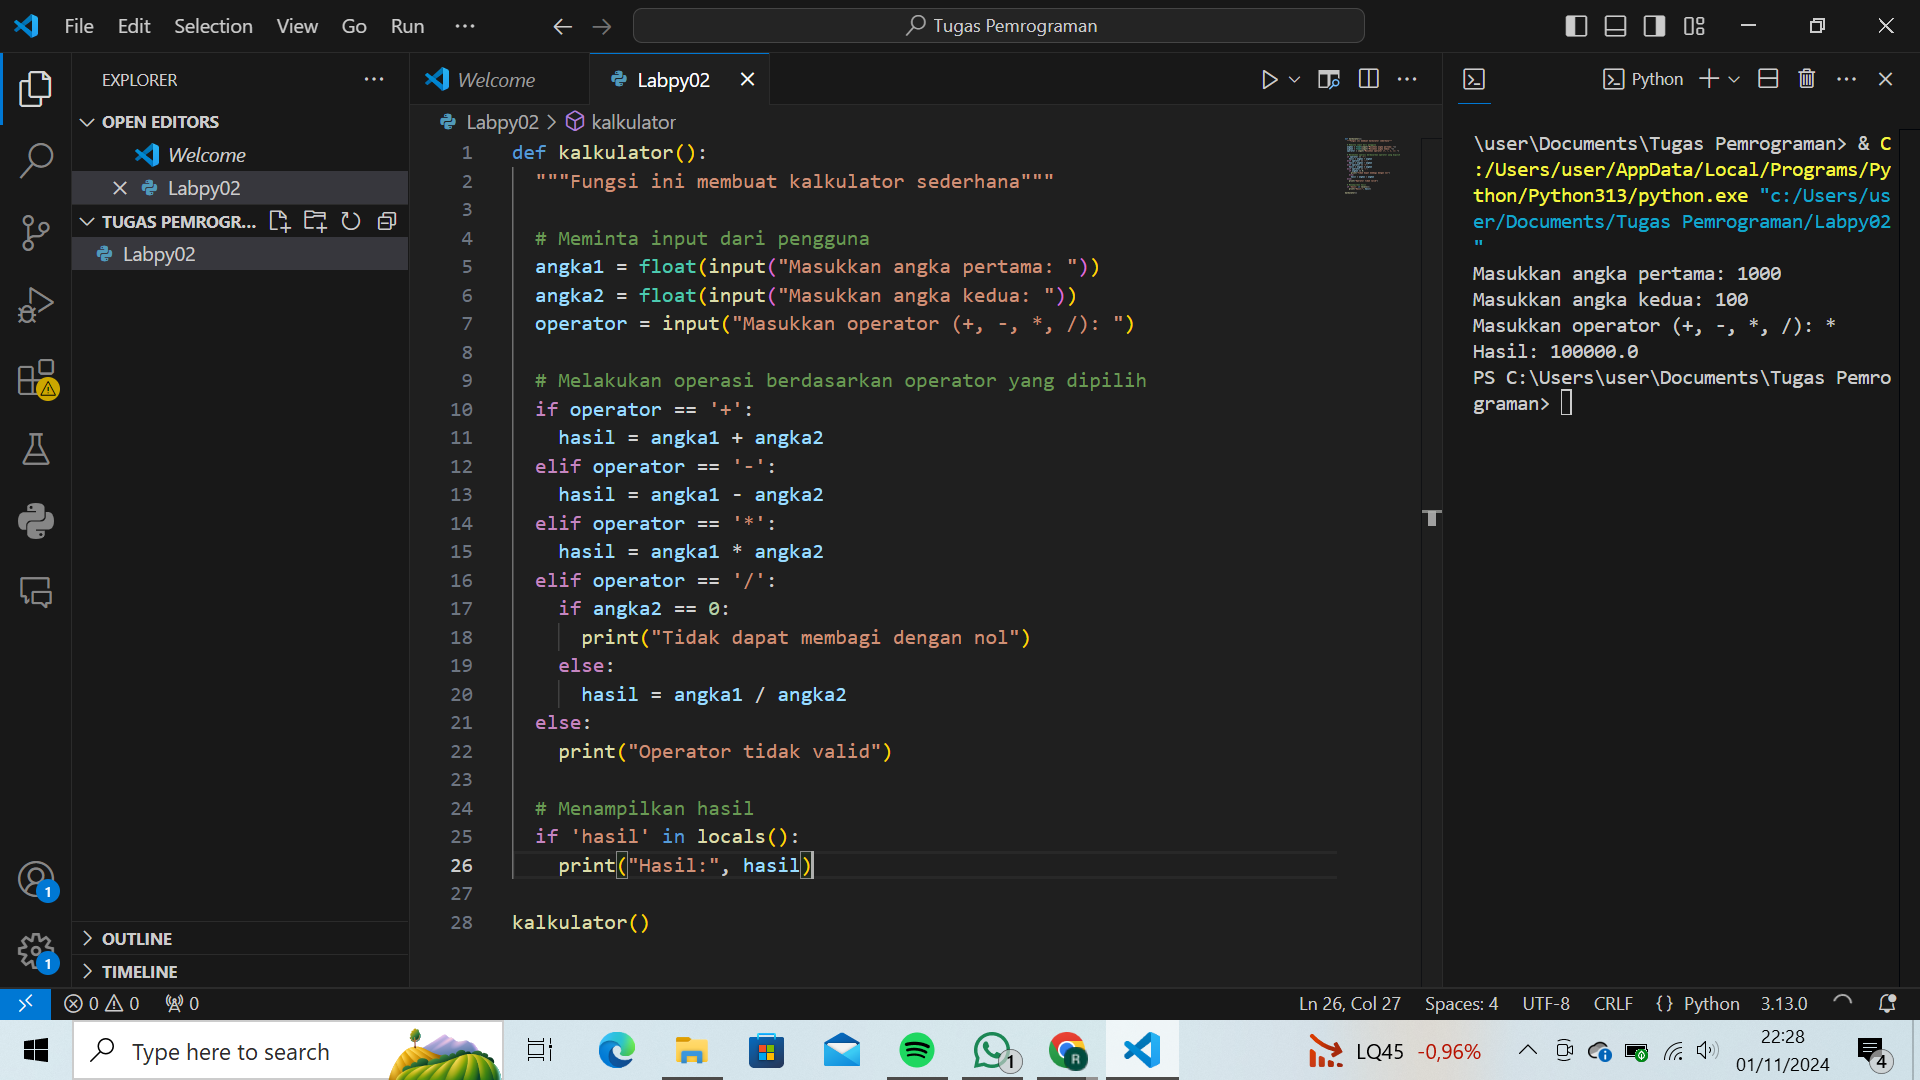 File Edit Selection View Go Run ···
Tugas Pemrograman
EXPLORER
OPEN EDITORS
Welcome
Labpy02
TUGAS PEMROGR...
Labpy02
OUTLINE
TIMELINE
Welcome
Labpy02
Labpy02 > kalkulator
1 def kalkulator():
2 """Fungsi ini membuat kalkulator sederhana"""
3
4 # Meminta input dari pengguna
5 angka1 = float(input("Masukkan angka pertama: "))
6 angka2 = float(input("Masukkan angka kedua: "))
7 operator = input("Masukkan operator (+, -, *, /): ")
8
9 # Melakukan operasi berdasarkan operator yang dipilih
10 if operator == '+':
11 hasil = angka1 + angka2
12 elif operator == '-':
13 hasil = angka1 - angka2
14 elif operator == '*':
15 hasil = angka1 * angka2
16 elif operator == '/':
17 if angka2 == 0:
18 print("Tidak dapat membagi dengan nol")
19 else:
20 hasil = angka1 / angka2
21 else:
22 print("Operator tidak valid")
23
24 # Menampilkan hasil
25 if 'hasil' in locals():
26 print("Hasil:", hasil)
27
28 kalkulator()
Python
\user\Documents\Tugas Pemrograman> & C
:/Users/user/AppData/Local/Programs/Py
thon/Python313/python.exe "c:/Users/us
er/Documents/Tugas Pemrograman/Labpy02
"
Masukkan angka pertama: 1000
Masukkan angka kedua: 100
Masukkan operator (+, -, *, /): *
Hasil: 100000.0
PS C:\Users\user\Documents\Tugas Pemro
graman>
1
1
0 0 0
Ln 26, Col 27 Spaces: 4 UTF-8 CRLF {} Python 3.13.0
Type here to search
1
R
LQ45 -0,96%
22:28
01/11/2024
4